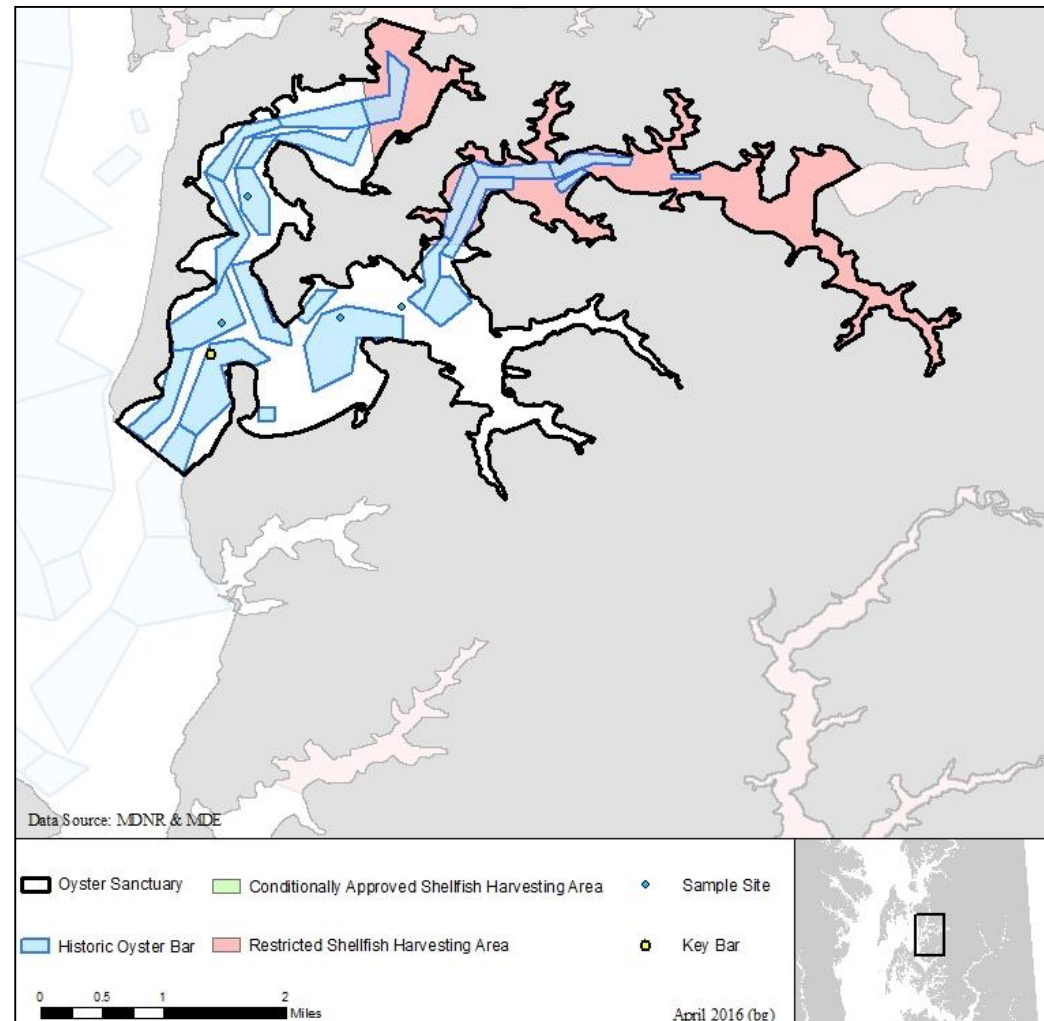 Data Source: MDNR & MDE
Oyster Sanctuary
Conditionally Approved Shellfish Harvesting Area
Sample Site
Historic Oyster Bar
Restricted Shellfish Harvesting Area
Key Bar
0 0.5 1 2
Miles
April 2016 (bg)